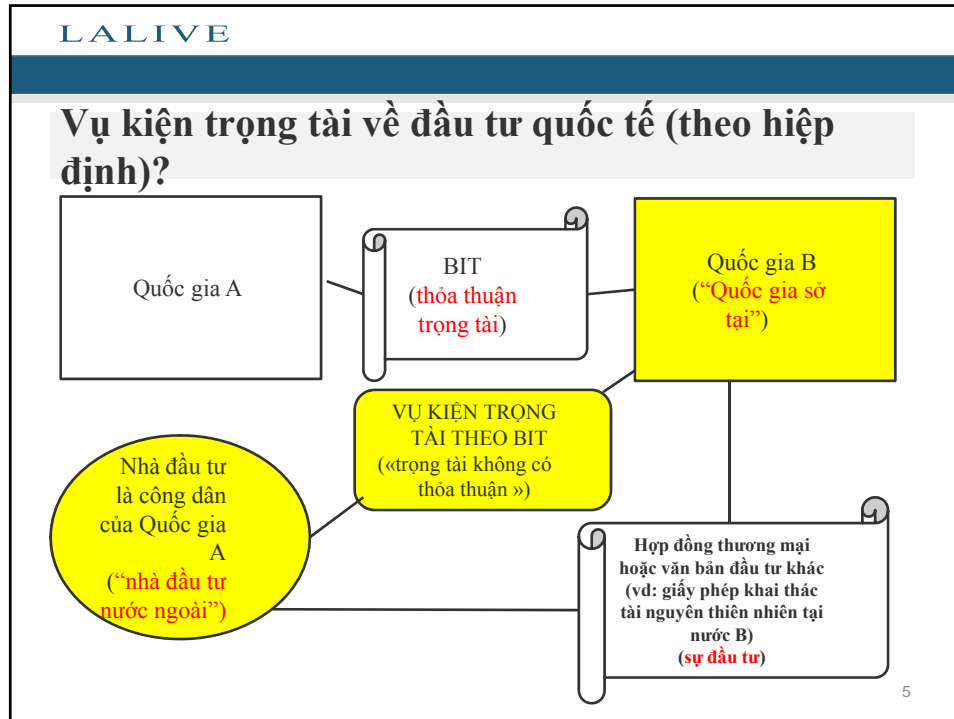 LALIVE
Vụ kiện trọng tài về đầu tư quốc tế (theo hiệp
định)?
Quốc gia A
BIT
(thỏa thuận
trọng tài)
Quốc gia B
(“Quốc gia sở
tại”)
VỤ KIỆN TRỌNG
TÀI THEO BIT
(«trọng tài không có
thỏa thuận »)
Nhà đầu tư
là công dân
của Quốc gia
A
(“nhà đầu tư
nước ngoài”)
Hợp đồng thương mại
hoặc văn bản đầu tư khác
(vd: giấy phép khai thác
tài nguyên thiên nhiên tại
nước B)
(sự đầu tư)
5